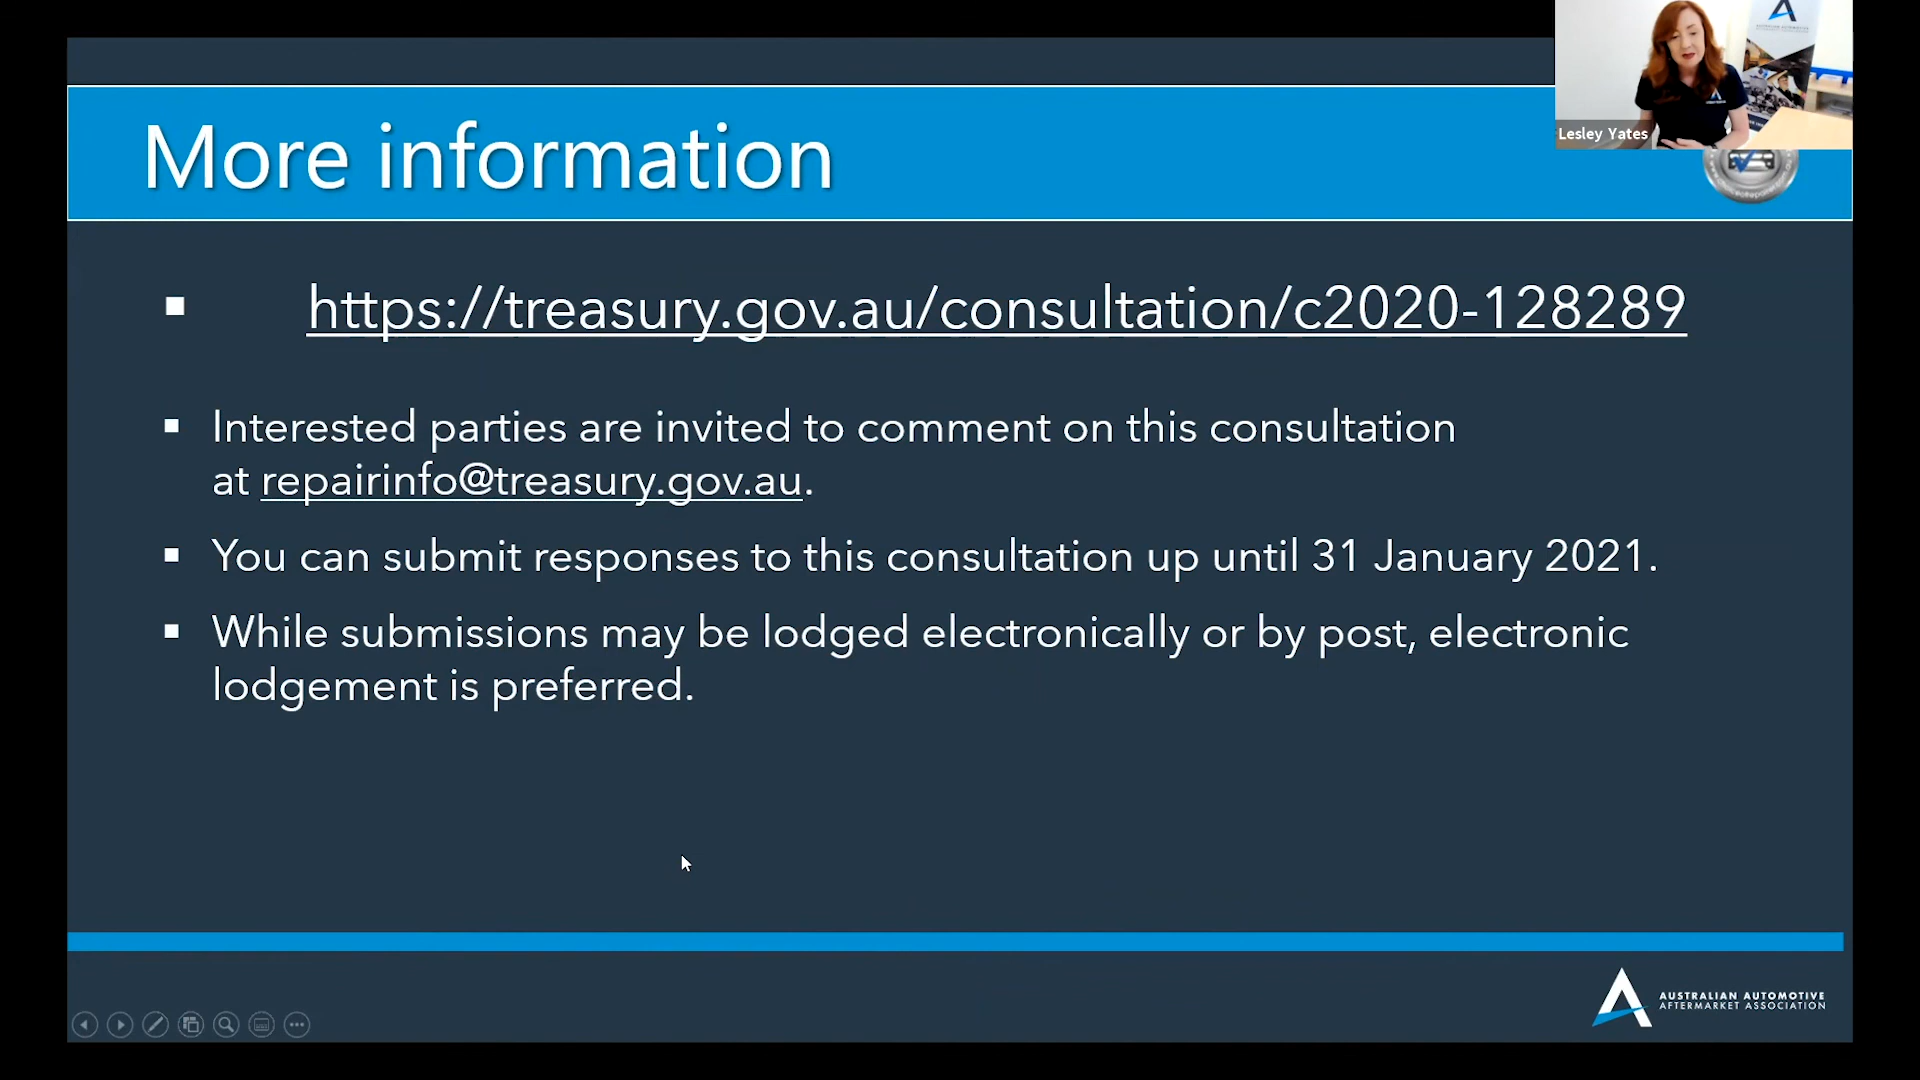 More information
Lesley Yates
https://treasury.gov.au/consultation/c2020-128289
Interested parties are invited to comment on this consultation
at repairinfo@treasury.gov.au.
You can submit responses to this consultation up until 31 January 2021.
While submissions may be lodged electronically or by post, electronic
lodgement is preferred.
AUSTRALIAN AUTOMOTIVE
AFTERMARKET ASSOCIATION